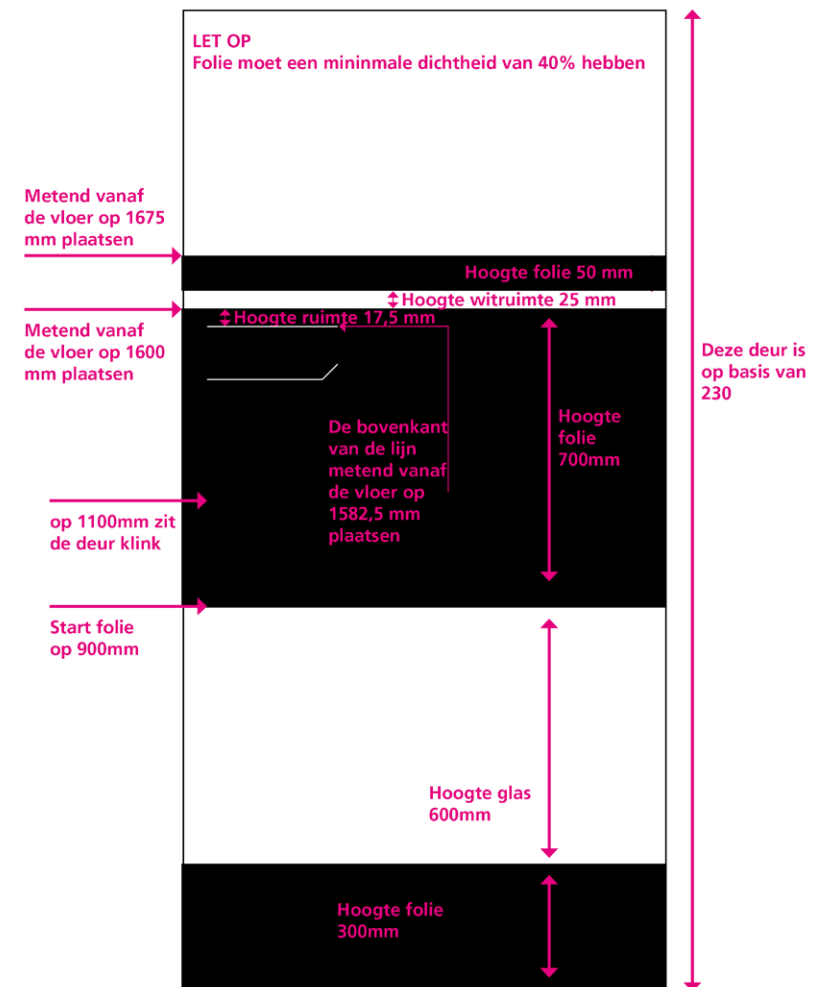 LET OP
Folie moet een mininmale dichtheid van 40% hebben
Metend vanaf
de vloer op 1675
mm plaatsen
Hoogte folie 50 mm
Hoogte witruimte 25 mm
Hoogte ruimte 17,5 mm
Metend vanaf
de vloer op 1600
mm plaatsen
Deze deur is
op basis van
230
Hoogte
folie
700mm
De bovenkant
van de lijn
metend vanaf
de vloer op
1582,5 mm
plaatsen
op 1100mm zit
de deur klink
Start folie
op 900mm
Hoogte glas
600mm
Hoogte folie
300mm